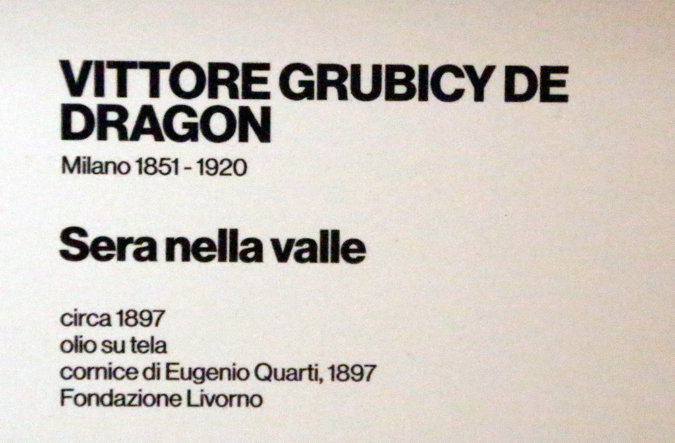 VITTORE GRUBICY DE
DRAGON
Milano 1851 - 1920
Sera nella valle
circa 1897
olio su tela
cornice di Eugenio Quarti, 1897
Fondazione Livorno